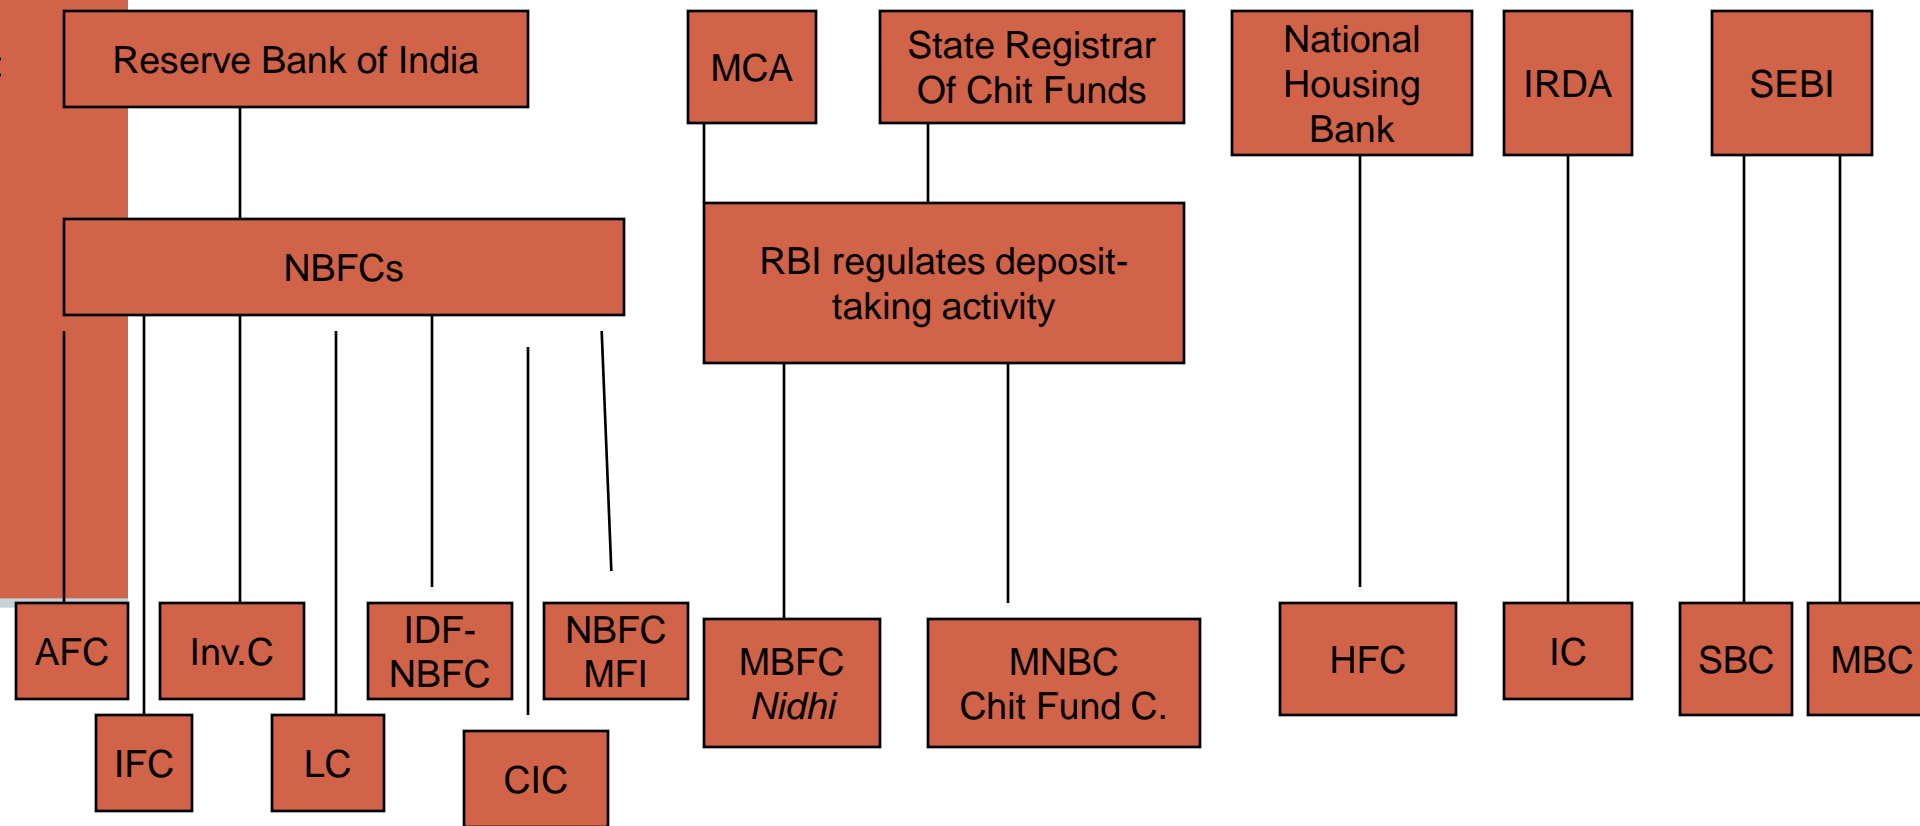 Reserve Bank of India
MCA
State Registrar
Of Chit Funds
National
Housing
Bank
IRDA
SEBI
NBFCs
RBI regulates deposit-
taking activity
AFC
Inv.C
IDF-
NBFC
NBFC
MFI
MBFC
Nidhi
MNBC
Chit Fund C.
HFC
IC
SBC
MBC
IFC
LC
CIC